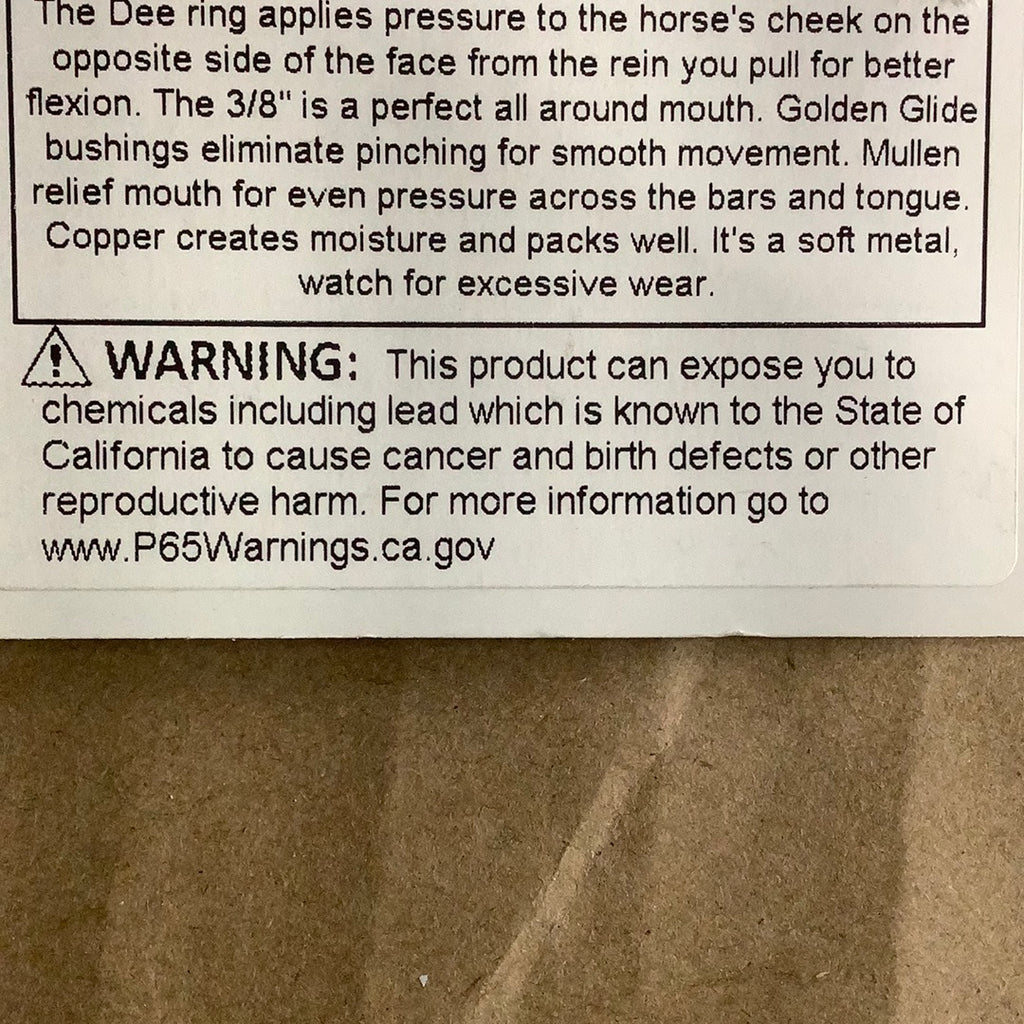 The Dee ring applies pressure to the horse's cheek on the
opposite side of the face from the rein you pull for better
flexion. The 3/8" is a perfect all around mouth. Golden Glide
bushings eliminate pinching for smooth movement. Mullen
relief mouth for even pressure across the bars and tongue.
Copper creates moisture and packs well. It's a soft metal,
watch for excessive wear.
WARNING: This product can expose you to
chemicals including lead which is known to the State of
California to cause cancer and birth defects or other
reproductive harm. For more information go to
www.P65Warnings.ca.gov